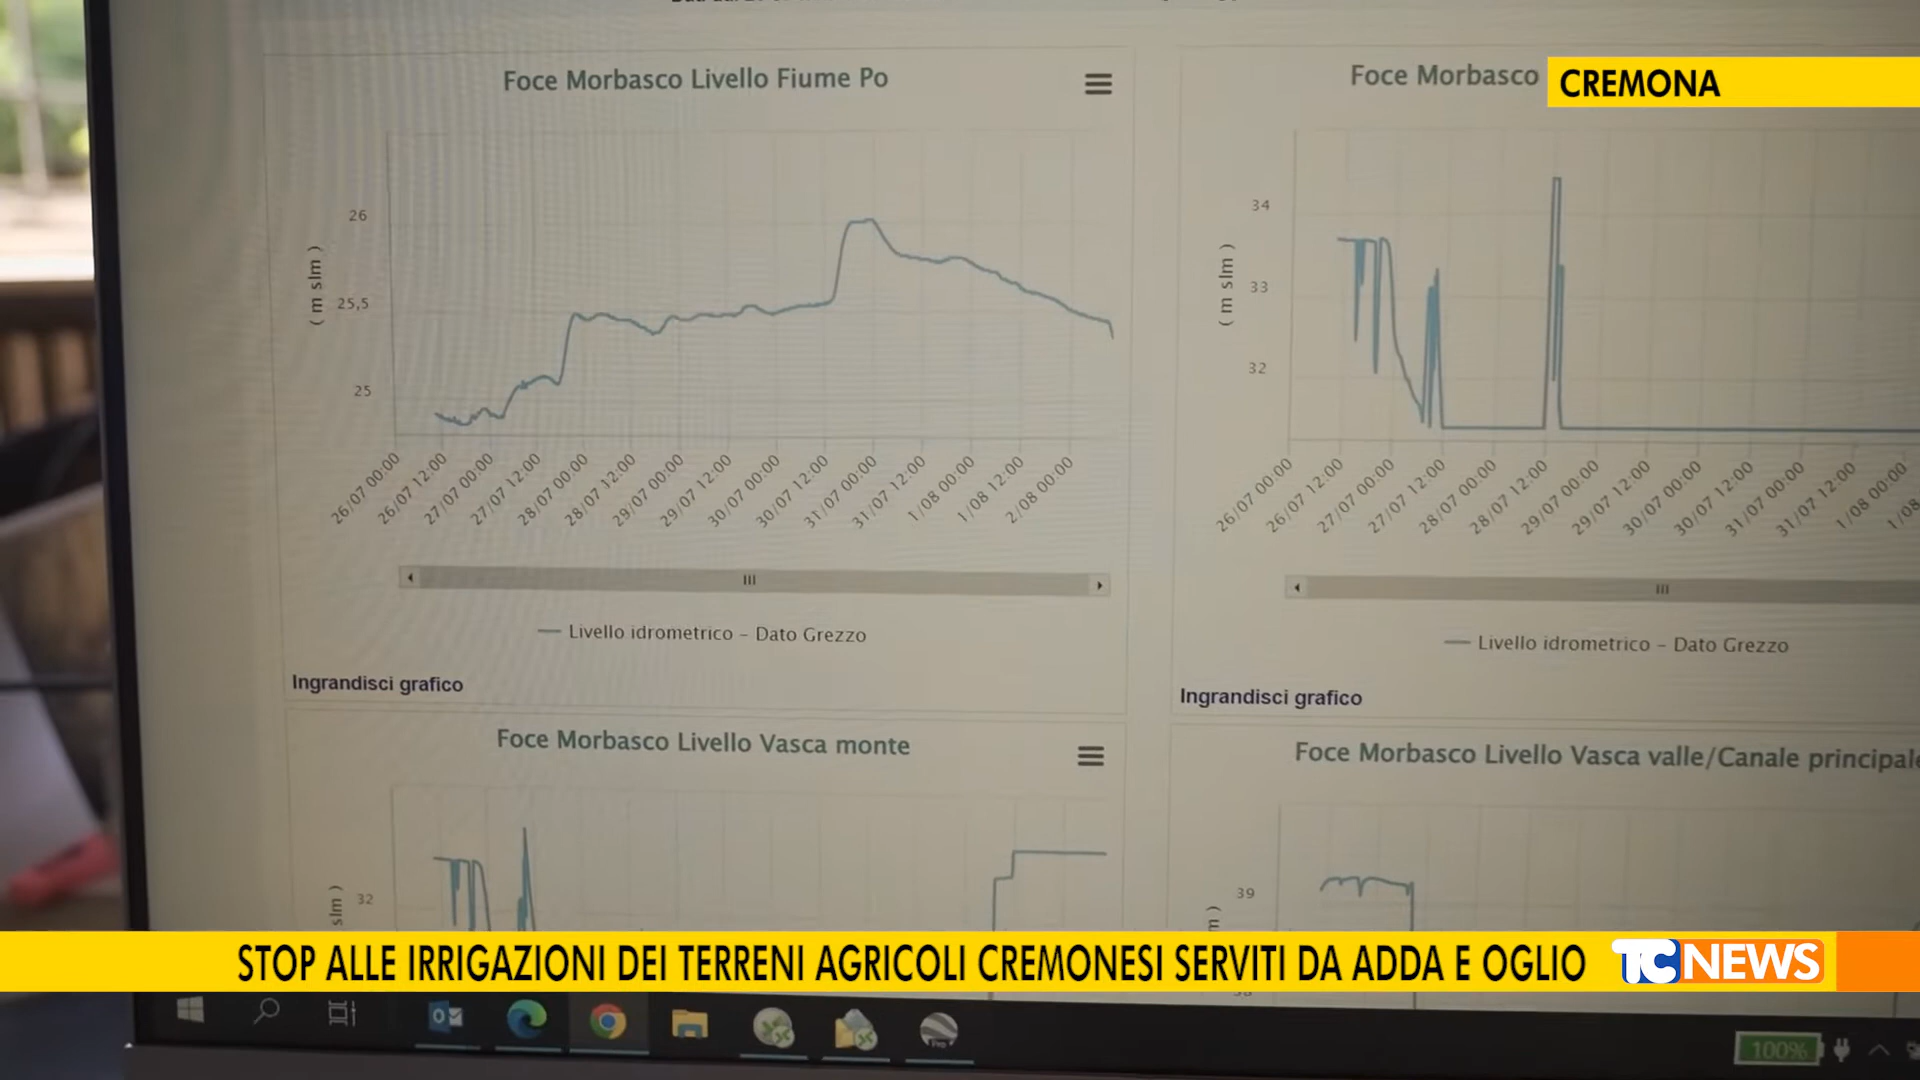 Foce Morbasco Livello Fiume Po
Foce Morbasco
CREMONA
( m slm )
26
25,5
25
26/07 00:00
26/07 12:00
27/07 00:00
27/07 12:00
28/07 00:00
28/07 12:00
29/07 00:00
29/07 12:00
30/07 00:00
30/07 12:00
31/07 00:00
31/07 12:00
1/08 00:00
1/08 12:00
2/08 00:00
Livello idrometrico - Dato Grezzo
Ingrandisci grafico
( m slm )
34
33
32
26/07 00:00
26/07 12:00
27/07 00:00
27/07 12:00
28/07 00:00
28/07 12:00
29/07 00:00
29/07 12:00
30/07 00:00
30/07 12:00
31/07 00:00
31/07 12:00
1/08 00:00
1/08
Livello idrometrico - Dato Grezzo
Ingrandisci grafico
Foce Morbasco Livello Vasca monte
slm )
32
Foce Morbasco Livello Vasca valle/Canale principale
m )
39
STOP ALLE IRRIGAZIONI DEI TERRENI AGRICOLI CREMONESI SERVITI DA ADDA E OGLIO
TC NEWS
Pro
100%